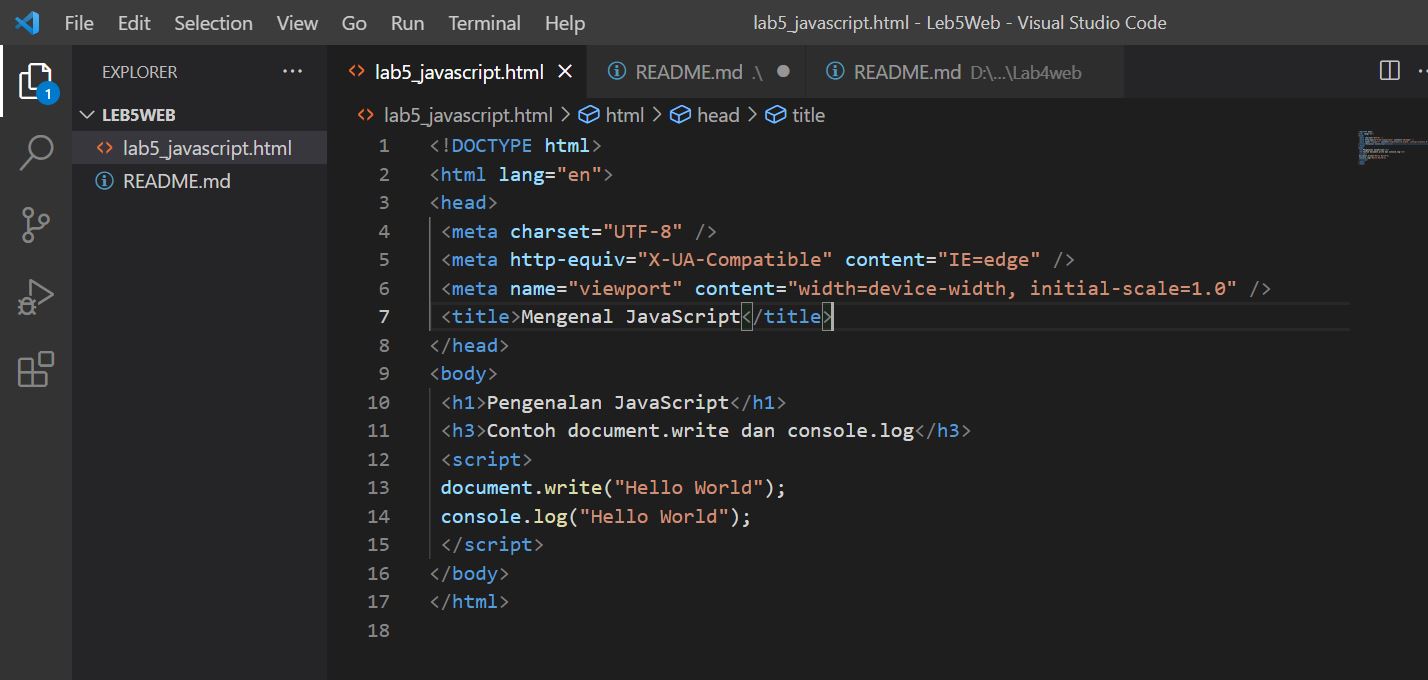 File Edit Selection View Go Run Terminal Help lab5_javascript.html - Leb5Web - Visual Studio Code
EXPLORER ···
1
LEB5WEB
lab5_javascript.html
README.md
lab5_javascript.html × README.md .\ ● README.md D:\...\Lab4web
lab5_javascript.html > html > head > title
1 <!DOCTYPE html>
2 <html lang="en">
3 <head>
4 <meta charset="UTF-8" />
5 <meta http-equiv="X-UA-Compatible" content="IE=edge" />
6 <meta name="viewport" content="width=device-width, initial-scale=1.0" />
7 <title>Mengenal JavaScript</title>
8 </head>
9 <body>
10 <h1>Pengenalan JavaScript</h1>
11 <h3>Contoh document.write dan console.log</h3>
12 <script>
13 document.write("Hello World");
14 console.log("Hello World");
15 </script>
16 </body>
17 </html>
18